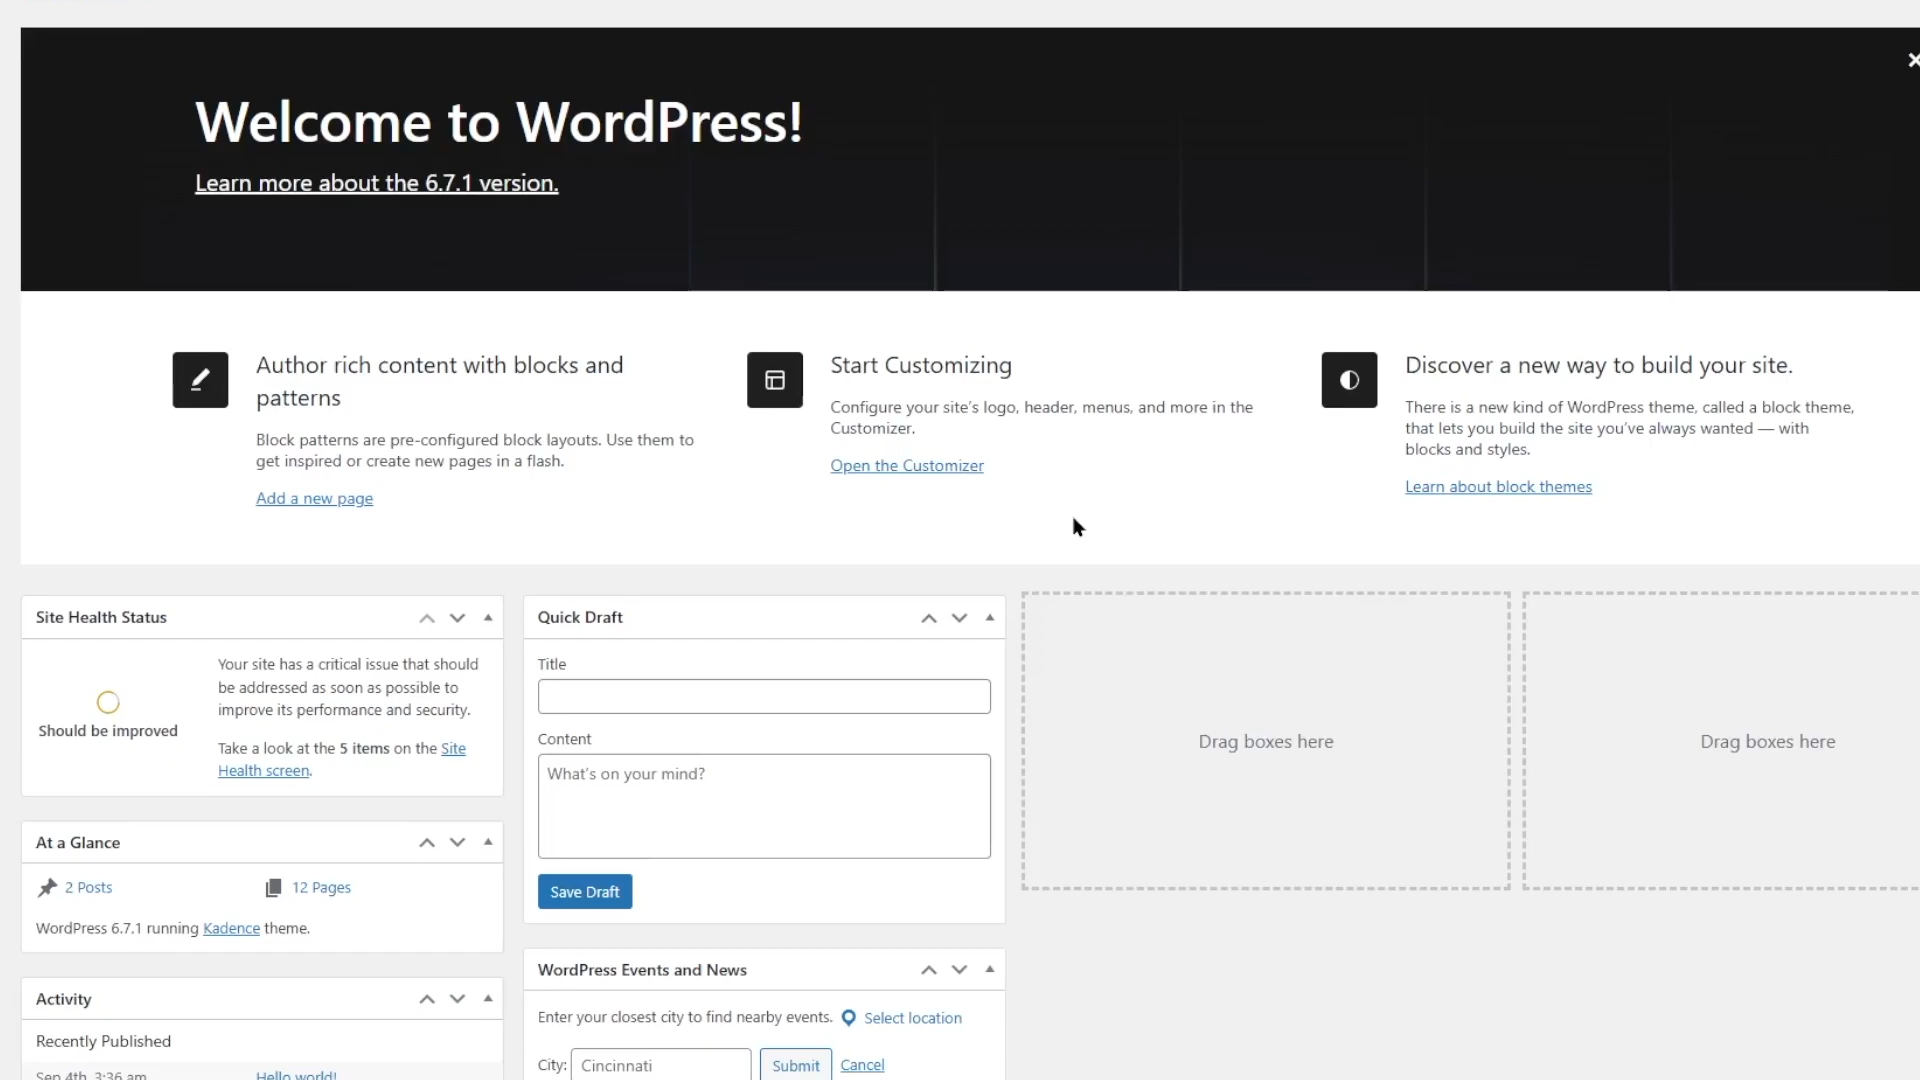 Welcome to WordPress!
Learn more about the 6.7.1 version.
Author rich content with blocks and
patterns
Block patterns are pre-configured block layouts. Use them to
get inspired or create new pages in a flash.
Add a new page
Start Customizing
Configure your site’s logo, header, menus, and more in the
Customizer.
Open the Customizer
Discover a new way to build your site.
There is a new kind of WordPress theme, called a block theme,
that lets you build the site you’ve always wanted — with
blocks and styles.
Learn about block themes
Site Health Status
Should be improved
Your site has a critical issue that should
be addressed as soon as possible to
improve its performance and security.
Take a look at the 5 items on the Site
Health screen.
At a Glance
2 Posts
12 Pages
WordPress 6.7.1 running Kadence theme.
Activity
Recently Published
Sep 4th, 3:36 am
Hello world!
Quick Draft
Title
Content
What’s on your mind?
Save Draft
WordPress Events and News
Enter your closest city to find nearby events.
Select location
City:
Cincinnati
Submit
Cancel
Drag boxes here
Drag boxes here